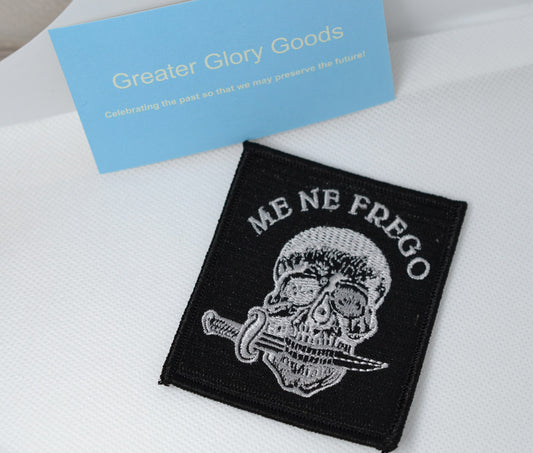 Greater Glory Goods
Celebrating the past so that we may preserve the future!
ME NE FREGO